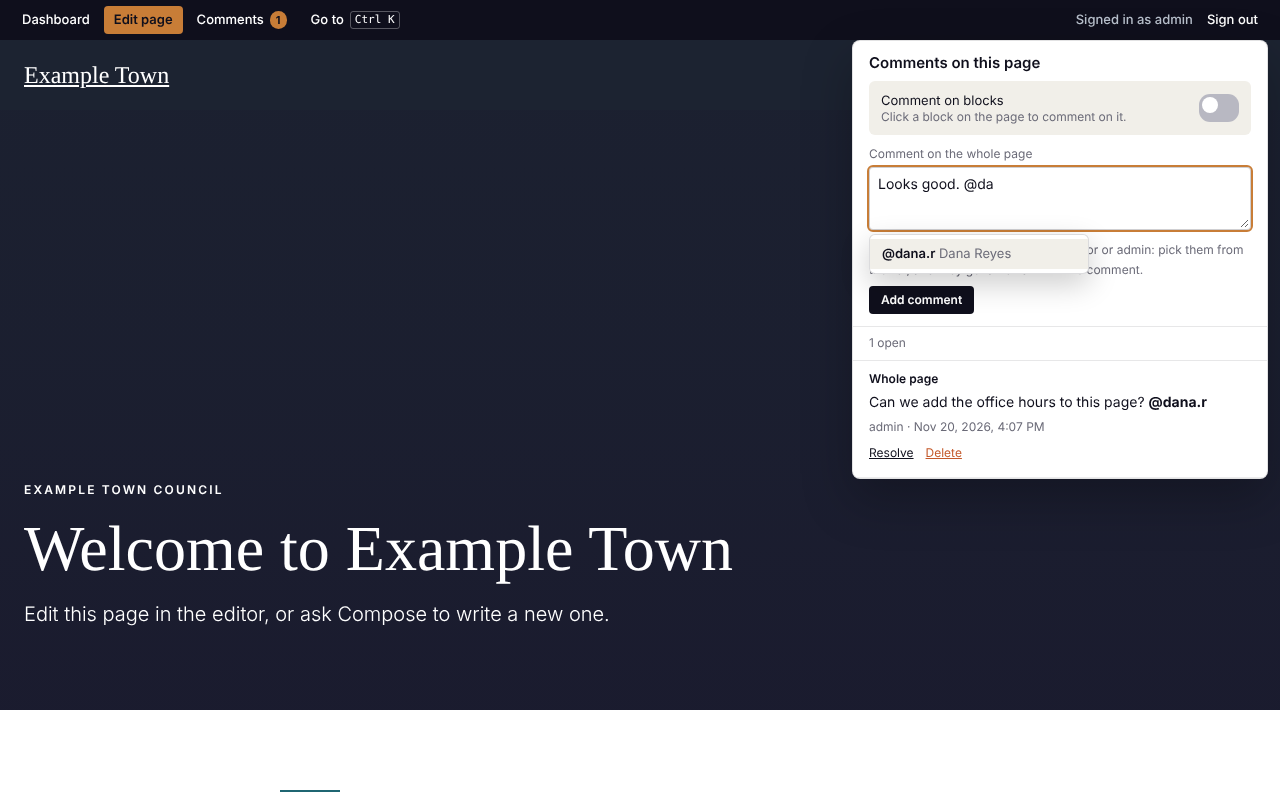 Dashboard Edit page Comments 1 Go to Ctrl K Signed in as admin Sign out
Example Town
Comments on this page
Comment on blocks
Click a block on the page to comment on it.
Comment on the whole page
Looks good. @da
@dana.r Dana Reyes
or or admin: pick them from
comment.
Add comment
1 open
Whole page
Can we add the office hours to this page? @dana.r
admin · Nov 20, 2026, 4:07 PM
Resolve Delete
EXAMPLE TOWN COUNCIL
Welcome to Example Town
Edit this page in the editor, or ask Compose to write a new one.